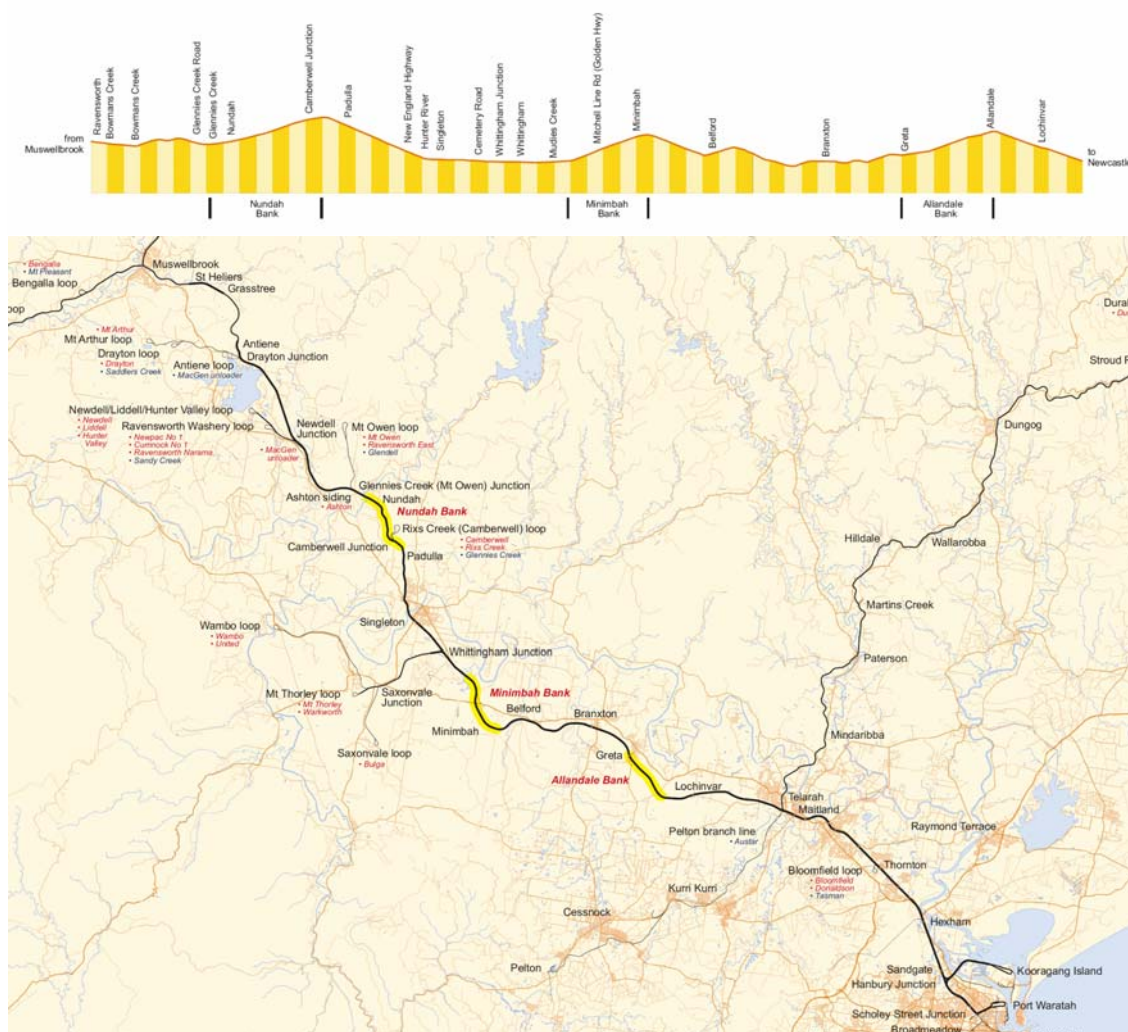 from
Muswellbrook
Ravensworth
Bowmans Creek
Bowmans Creek
Glennies Creek Road
Glennies Creek
Nundah
Camberwell Junction
Padulla
New England Highway
Hunter River
Singleton
Cemetery Road
Whittingham Junction
Whittingham
Mudies Creek
Mitchell Line Rd (Golden Hwy)
Minimbah
Belford
Branxton
Greta
Allandale
Lochinvar
to
Newcastle
Nundah
Bank
Minimbah
Bank
Allandale
Bank
• Bengalla
• Mt Pleasant
Bengalla loop
oop
Muswellbrook
St Heliers
Grasstree
• Mt Arthur
Mt Arthur loop
Drayton loop
• Drayton
• Saddlers Creek
Antiene
Drayton Junction
Antiene loop
• MacGen unloader
Newdell/Liddell/Hunter Valley loop
• Newdell
• Liddell
• Hunter
Valley
Ravensworth Washery loop
• Newpac No 1
• Cumnock No 1
• Ravensworth Narama
• Sandy Creek
Newdell
Junction
• MacGen
unloader
Mt Owen loop
• Mt Owen
• Ravensworth East
• Glendell
Glennies Creek (Mt Owen) Junction
Ashton siding
• Ashton
Nundah
Nundah Bank
Rixs Creek (Camberwell) loop
• Camberwell
• Rixs Creek
• Glennies Creek
Camberwell Junction
Padulla
Singleton
Wambo loop
• Wambo
• United
Whittingham Junction
Mt Thorley loop
• Mt Thorley
• Warkworth
Saxonvale
Junction
Saxonvale loop
• Bulga
Minimbah Bank
Minimbah
Belford
Branxton
Greta
Allandale Bank
Lochinvar
Dural
• Du
Stroud R
Dungog
Hilldale
Wallarobba
Martins Creek
Paterson
Mindaribba
Telarah
Maitland
Raymond Terrace
Pelton branch line
• Austar
Bloomfield loop
• Bloomfield
• Donaldson
• Tasman
Thornton
Kurri Kurri
Cessnock
Pelton
Hexham
Sandgate
Hanbury Junction
Kooragang Island
Port Waratah
Scholey Street Junction
Broadmeadow